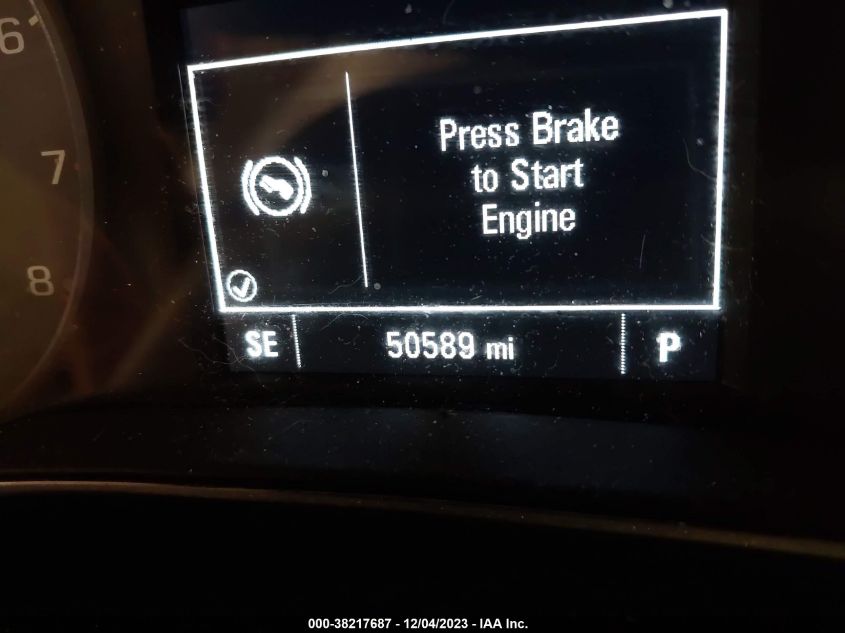 6
7
8
Press Brake
to Start
Engine
SE 50589 mi P
000-38217687 - 12/04/2023 - IAA Inc.